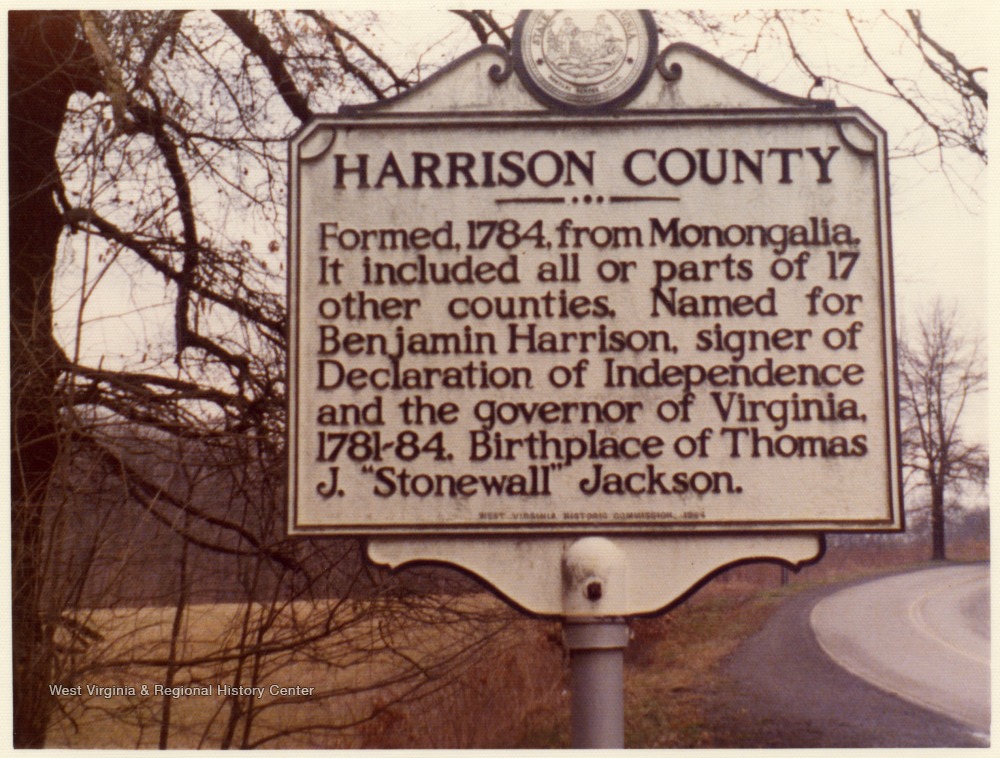 STATE OF
HARRISON COUNTY
Formed, 1784, from Monongalia.
It included all or parts of 17
other counties. Named for
Benjamin Harrison, signer of
Declaration of Independence
and the governor of Virginia,
1781-84. Birthplace of Thomas
J. "Stonewall" Jackson.
WEST VIRGINIA HISTORIC COMMISSION,
West Virginia & Regional History Center